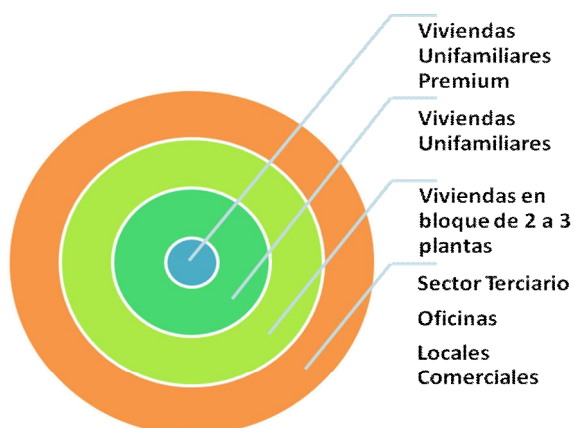 Viviendas
Unifamiliares
Premium
Viviendas
Unifamiliares
Viviendas en
bloque de 2 a 3
plantas
Sector Terciario
Oficinas
Locales
Comerciales